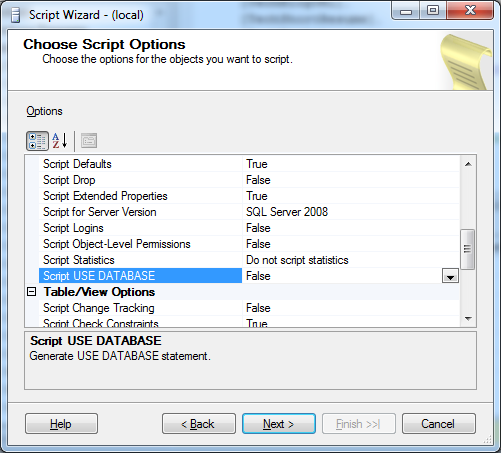 Script Wizard - (local)
Choose Script Options
Choose the options for the objects you want to script.
Options
Script Defaults True
Script Drop False
Script Extended Properties True
Script for Server Version SQL Server 2008
Script Logins False
Script Object-Level Permissions False
Script Statistics Do not script statistics
Script USE DATABASE False
Table/View Options
Script Change Tracking False
Script Check Constraints True
Script USE DATABASE
Generate USE DATABASE statement.
Help < Back Next > Finish >>| Cancel